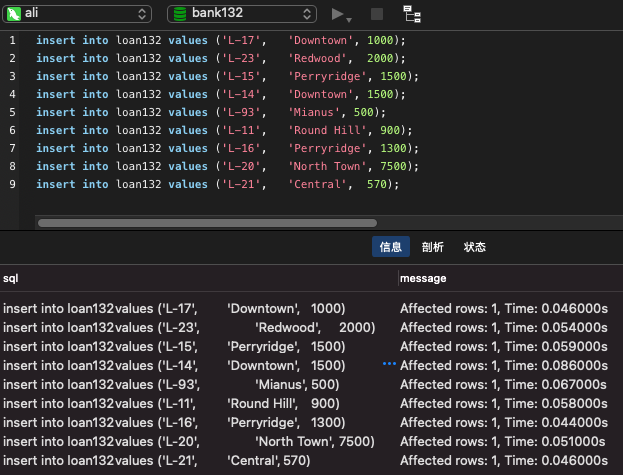 ali bank132
1 insert into loan132 values ('L-17', 'Downtown', 1000);
2 insert into loan132 values ('L-23', 'Redwood', 2000);
3 insert into loan132 values ('L-15', 'Perryridge', 1500);
4 insert into loan132 values ('L-14', 'Downtown', 1500);
5 insert into loan132 values ('L-93', 'Mianus', 500);
6 insert into loan132 values ('L-11', 'Round Hill', 900);
7 insert into loan132 values ('L-16', 'Perryridge', 1300);
8 insert into loan132 values ('L-20', 'North Town', 7500);
9 insert into loan132 values ('L-21', 'Central', 570);
信息 剖析 状态
sql message
insert into loan132values ('L-17', 'Downtown', 1000) Affected rows: 1, Time: 0.046000s
insert into loan132values ('L-23', 'Redwood', 2000) Affected rows: 1, Time: 0.054000s
insert into loan132values ('L-15', 'Perryridge', 1500) Affected rows: 1, Time: 0.059000s
insert into loan132values ('L-14', 'Downtown', 1500) ••• Affected rows: 1, Time: 0.086000s
insert into loan132values ('L-93', 'Mianus', 500) Affected rows: 1, Time: 0.067000s
insert into loan132values ('L-11', 'Round Hill', 900) Affected rows: 1, Time: 0.058000s
insert into loan132values ('L-16', 'Perryridge', 1300) Affected rows: 1, Time: 0.044000s
insert into loan132values ('L-20', 'North Town', 7500) Affected rows: 1, Time: 0.051000s
insert into loan132values ('L-21', 'Central', 570) Affected rows: 1, Time: 0.046000s